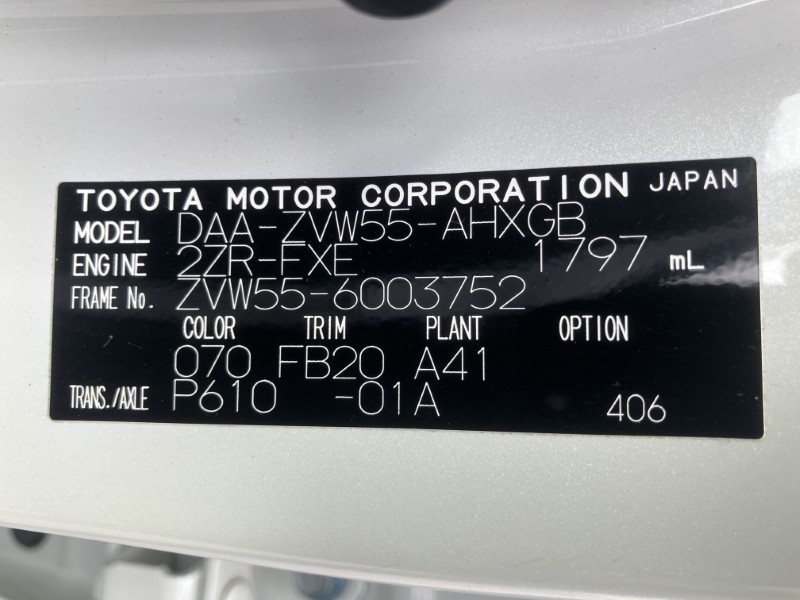 TOYOTA MOTOR CORPORATION JAPAN
MODEL DAA-ZVW55-AHXGB
ENGINE 2ZR-FXE 1797 mL
FRAME No. ZVW55-6003752
COLOR TRIM PLANT OPTION
070 FB20 A41
TRANS./AXLE P610 -01A 406